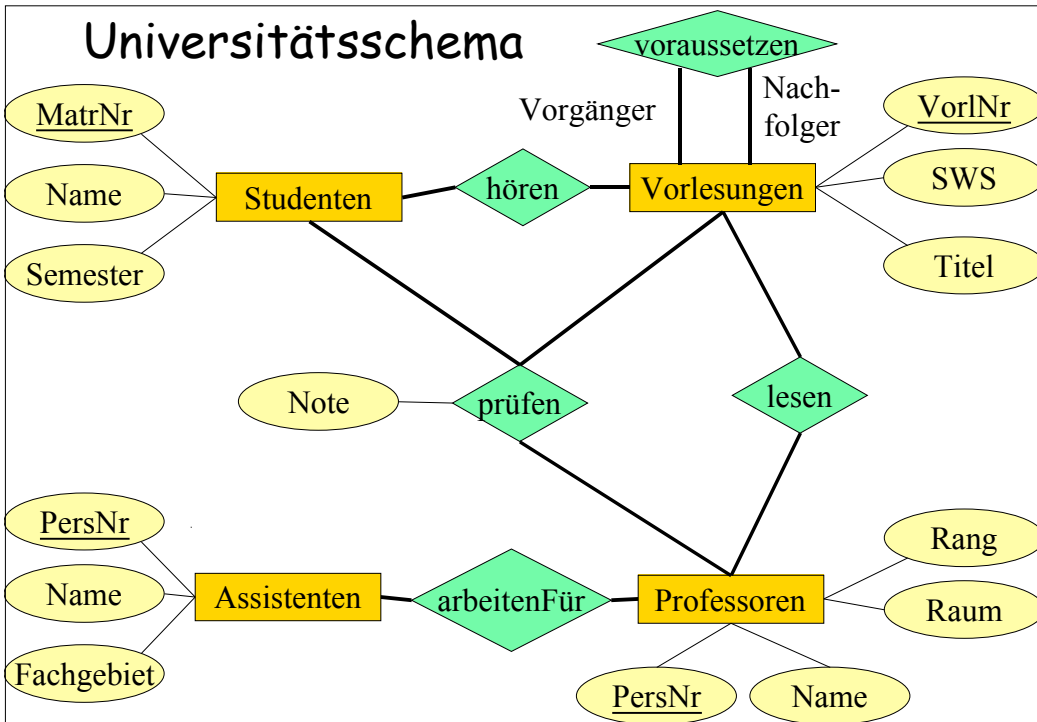 Universitätsschema
voraussetzen
Vorgänger
Nach-
folger
MatrNr
VorlNr
Name
Studenten
hören
Vorlesungen
SWS
Semester
Titel
Note
prüfen
lesen
PersNr
Rang
Name
Assistenten
arbeitenFür
Professoren
Raum
Fachgebiet
PersNr
Name